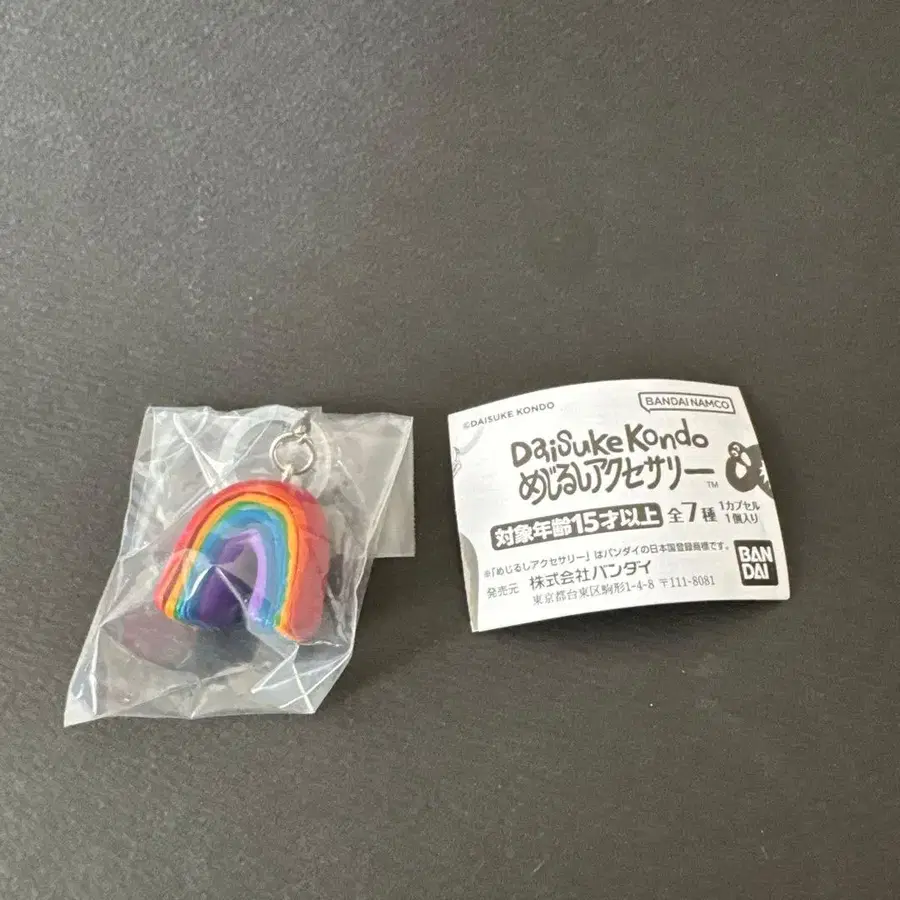 ©DAISUKE KONDO
BANDAI NAMCO
Daisuke Kondo
めじるしアクセサリー™
対象年齢15才以上 全7種 1カプセル1個入り
※「めじるしアクセサリー」はバンダイの日本国登録商標です。
発売元 株式会社バンダイ
東京都台東区駒形1-4-8 〒111-8081
BAN
DAI